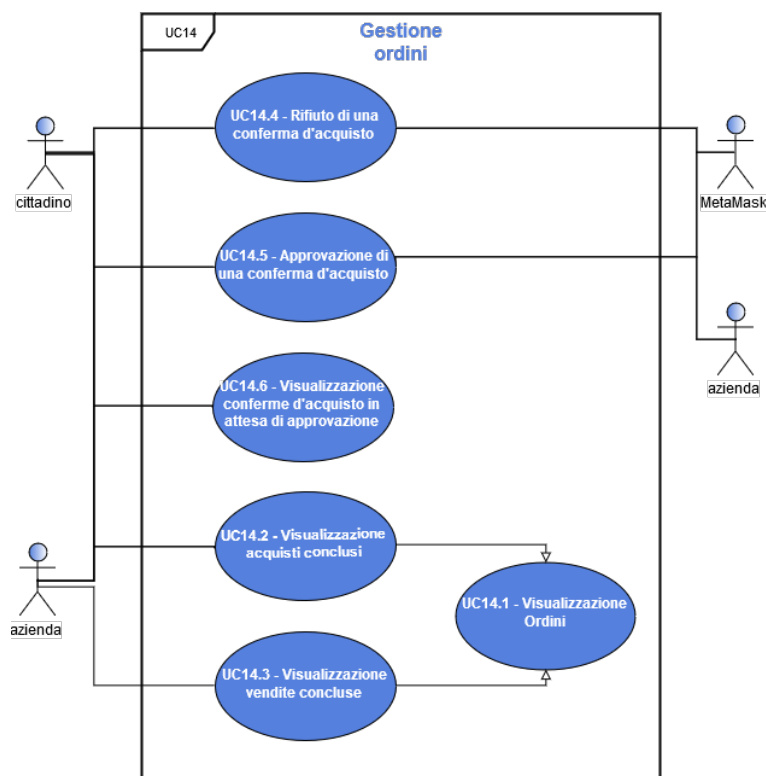 UC14
Gestione
ordini
UC14.4 - Rifiuto di una
conferma d'acquisto
cittadino
MetaMask
UC14.5 - Approvazione di
una conferma d'acquisto
azienda
UC14.6 - Visualizzazione
conferme d'acquisto in
attesa di approvazione
UC14.2 - Visualizzazione
acquisti conclusi
UC14.1 - Visualizzazione
Ordini
azienda
UC14.3 - Visualizzazione
vendite concluse